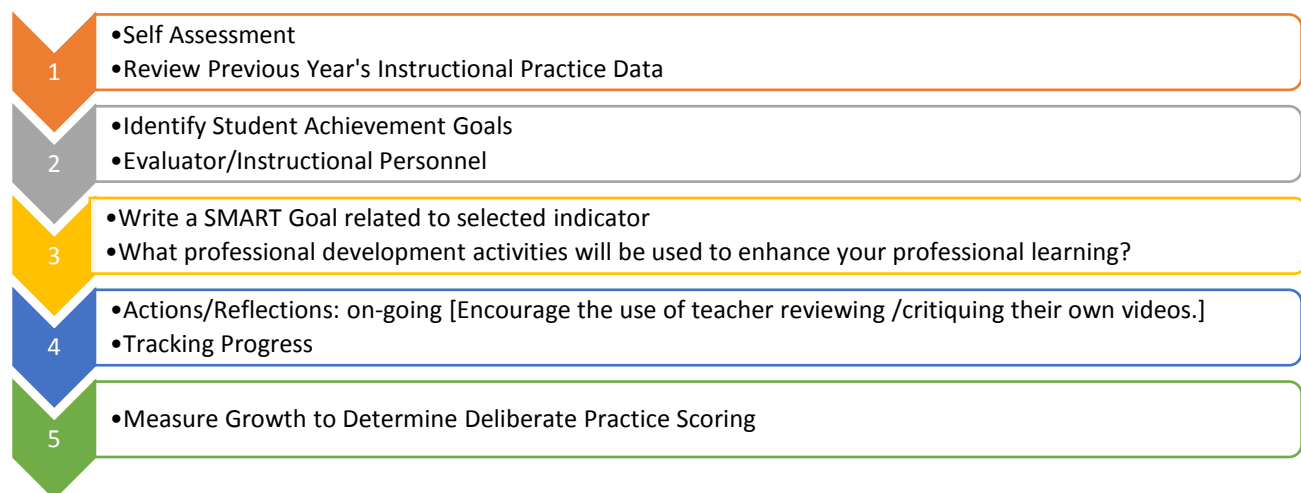 1
•Self Assessment
•Review Previous Year's Instructional Practice Data
2
•Identify Student Achievement Goals
•Evaluator/Instructional Personnel
3
•Write a SMART Goal related to selected indicator
•What professional development activities will be used to enhance your professional learning?
4
•Actions/Reflections: on-going [Encourage the use of teacher reviewing /critiquing their own videos.]
•Tracking Progress
5
•Measure Growth to Determine Deliberate Practice Scoring